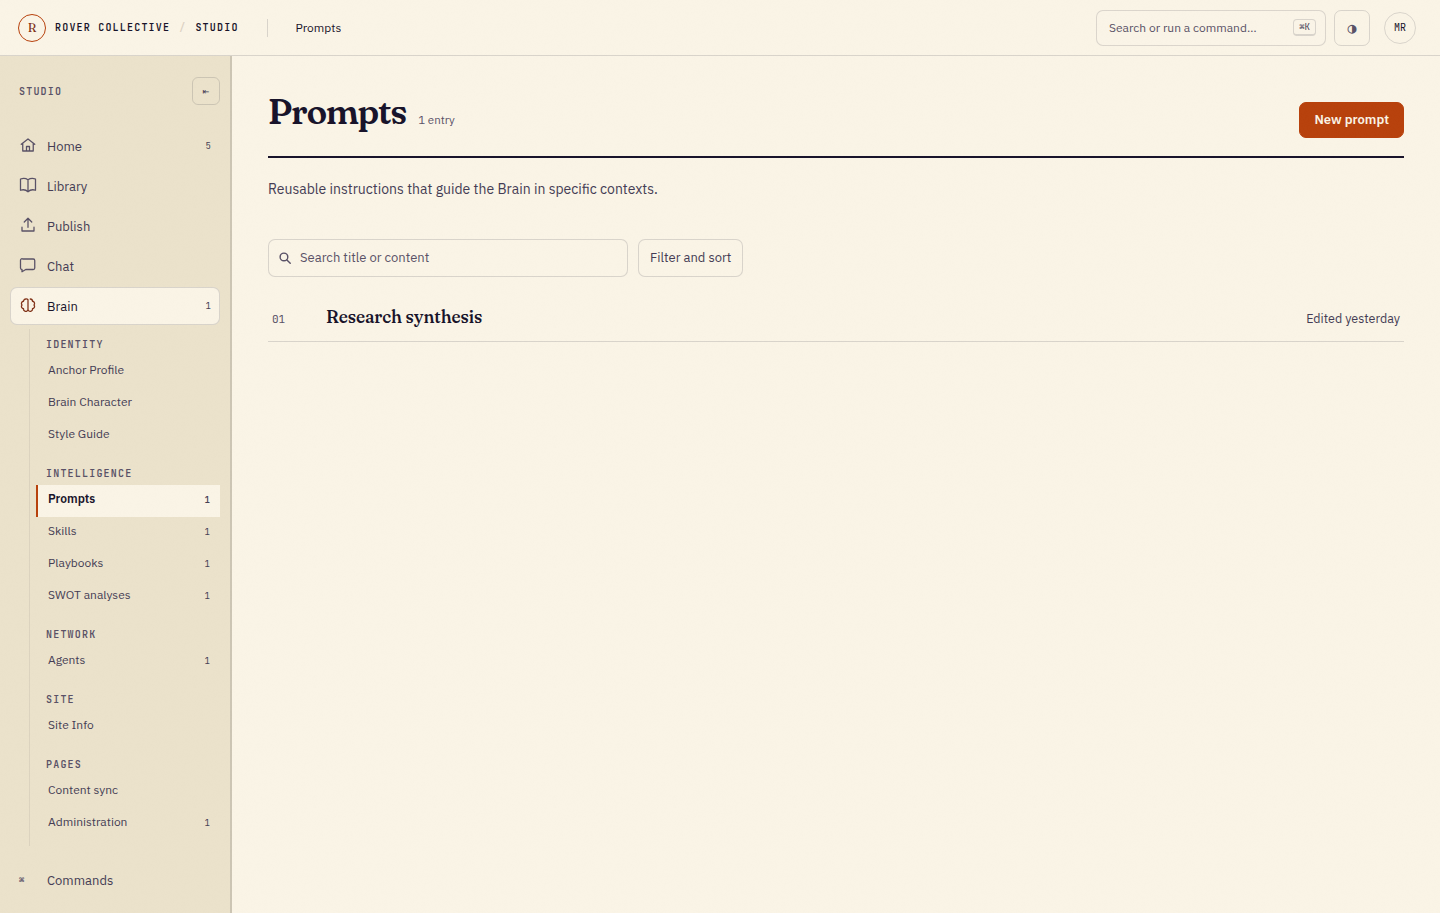 R ROVER COLLECTIVE / STUDIO Prompts Search or run a command... ⌘K MR
STUDIO
Home 5
Library
Publish
Chat
Brain 1
IDENTITY
Anchor Profile
Brain Character
Style Guide
INTELLIGENCE
Prompts 1
Skills 1
Playbooks 1
SWOT analyses 1
NETWORK
Agents 1
SITE
Site Info
PAGES
Content sync
Administration 1
⌘ Commands
Prompts 1 entry
New prompt
Reusable instructions that guide the Brain in specific contexts.
Search title or content Filter and sort
01 Research synthesis Edited yesterday